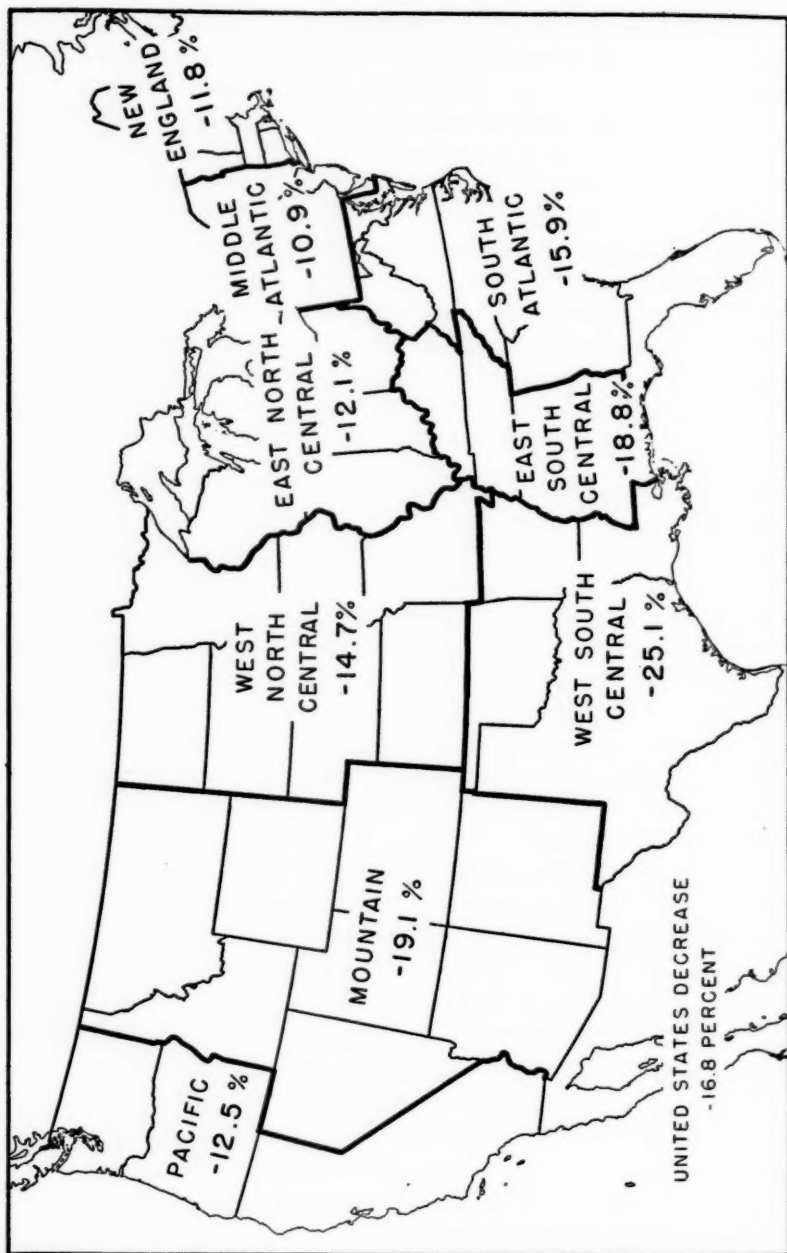 NEW
ENGLAND
-11.8 %
MIDDLE
ATLANTIC
-10.9 %
EAST NORTH
CENTRAL
-12.1%
WEST
NORTH
CENTRAL
-14.7%
SOUTH
ATLANTIC
-15.9%
EAST
SOUTH
CENTRAL
-18.8%
WEST SOUTH
CENTRAL
-25.1 %
MOUNTAIN
-19.1 %
PACIFIC
-12.5 %
UNITED STATES DECREASE
-16.8 PERCENT